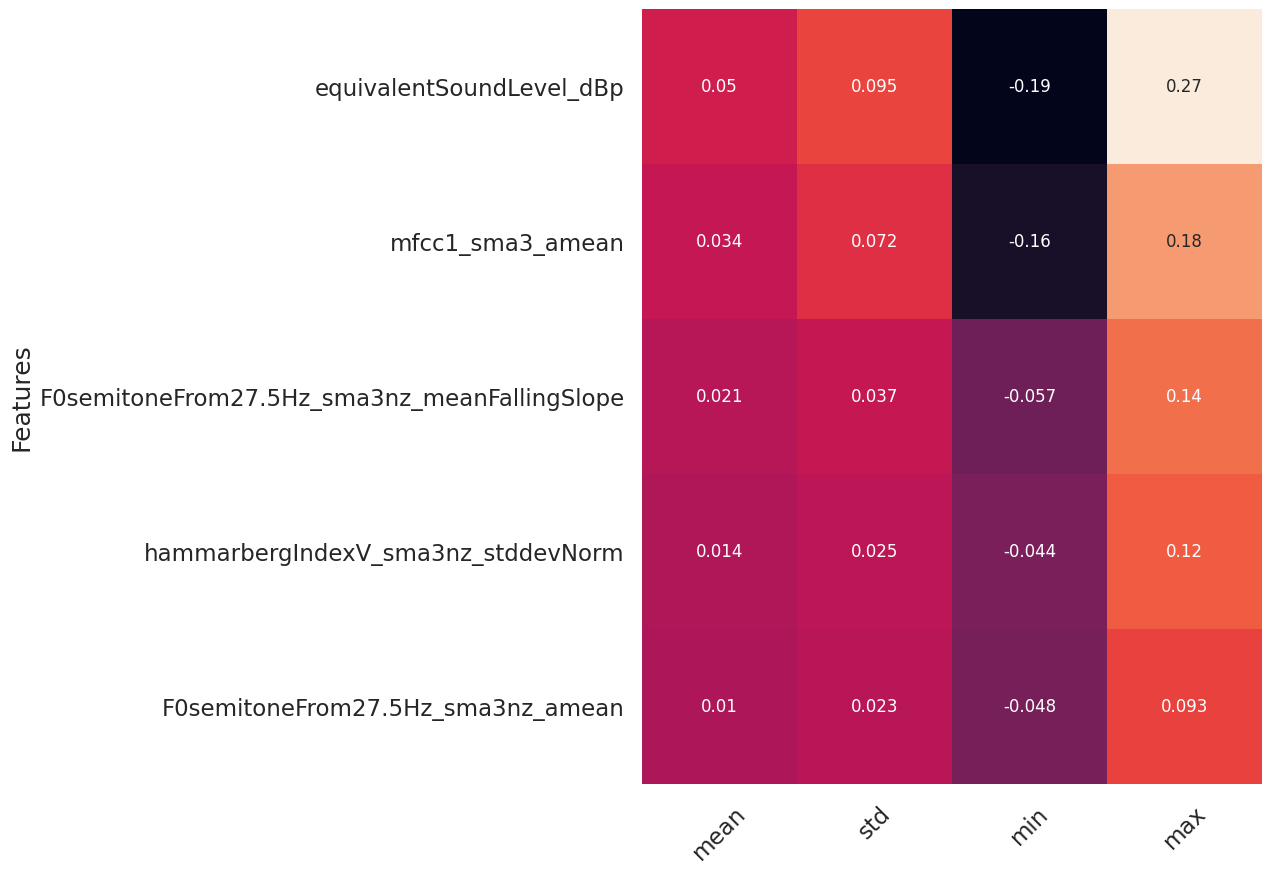 Features
equivalentSoundLevel_dBp 0.05 0.095 -0.19 0.27
mfcc1_sma3_amean 0.034 0.072 -0.16 0.18
F0semitoneFrom27.5Hz_sma3nz_meanFallingSlope 0.021 0.037 -0.057 0.14
hammarbergIndexV_sma3nz_stddevNorm 0.014 0.025 -0.044 0.12
F0semitoneFrom27.5Hz_sma3nz_amean 0.01 0.023 -0.048 0.093
mean std min max